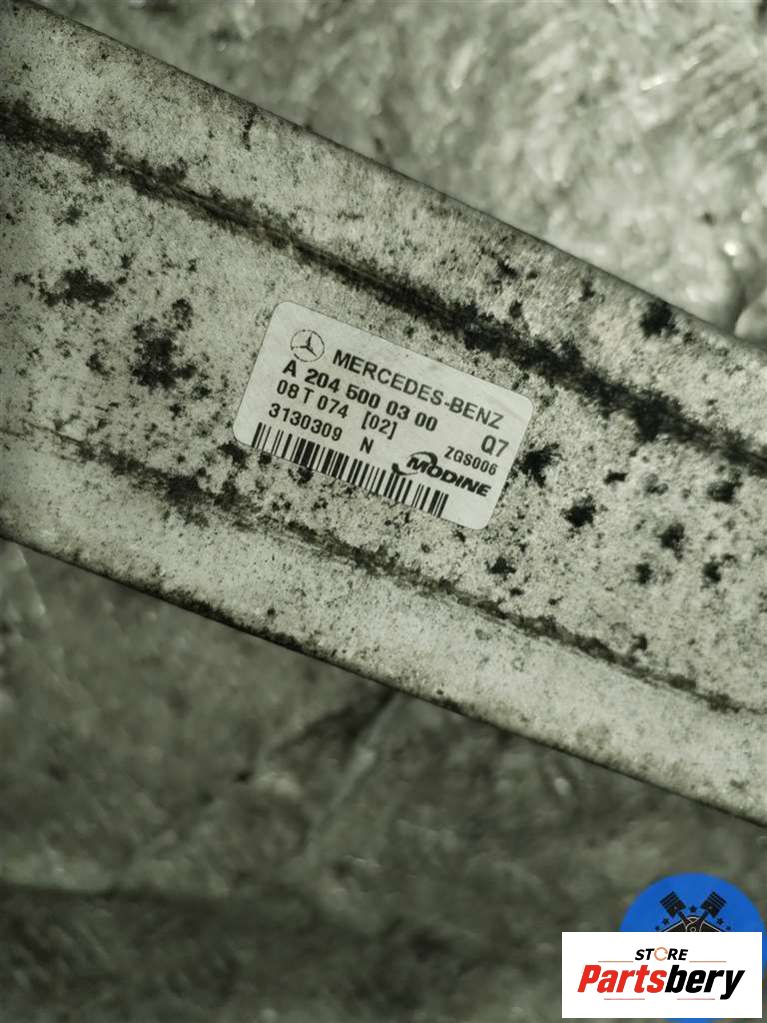 MERCEDES-BENZ
A 204 500 03 00 Q7
08 T 074 [02] ZGS006
3130309 N MODINE
STORE
Partsbery